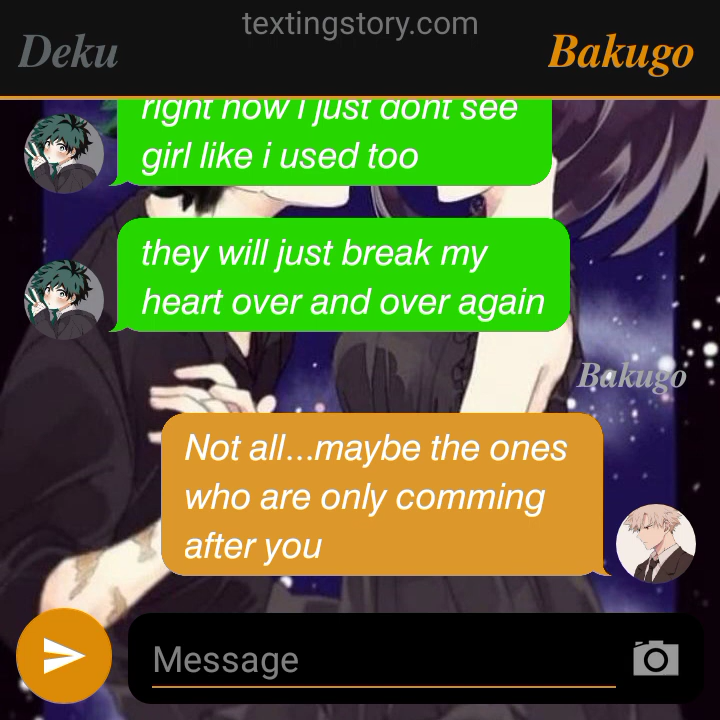 textingstory.com
Deku
Bakugo
right now i just dont see
girl like i used too
they will just break my
heart over and over again
Bakugo
Not all...maybe the ones
who are only comming
after you
Message